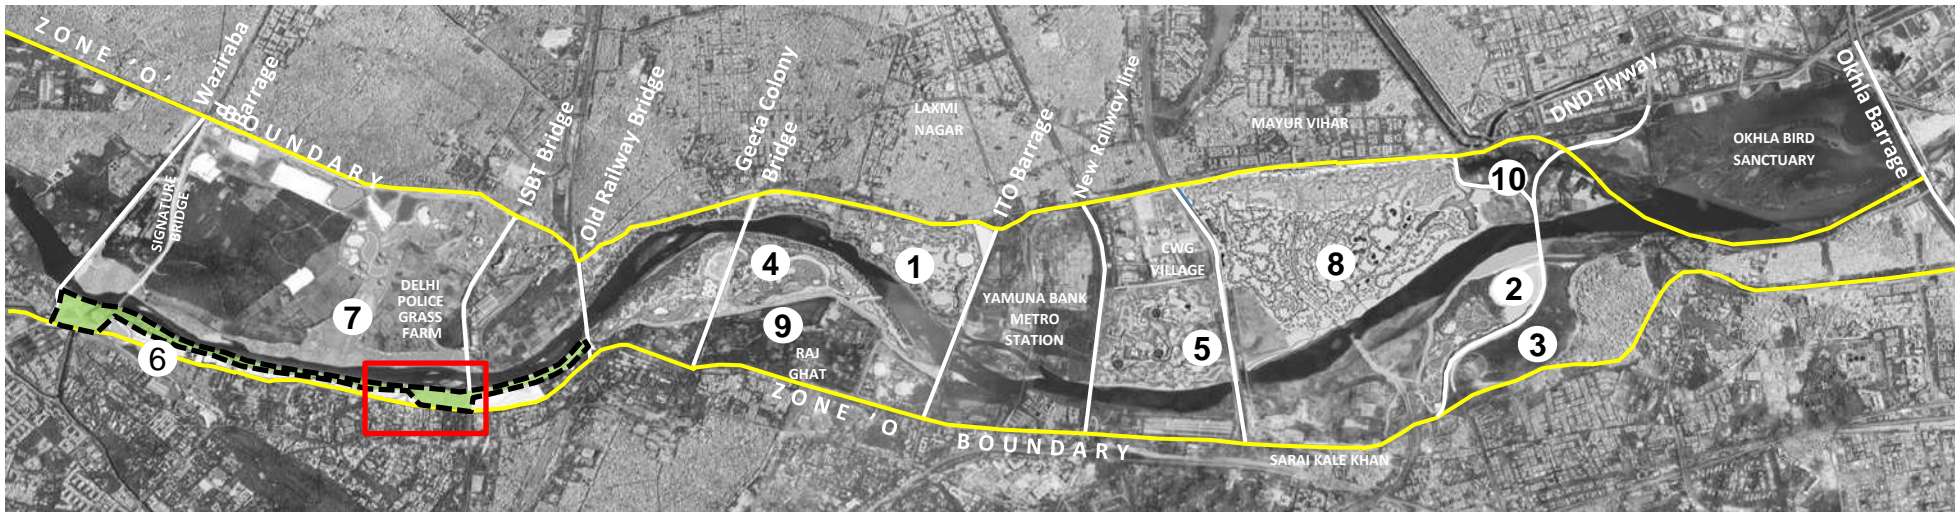 ZONE 'O'
BOUNDARY
Waziraba
d
Barrage
SIGNATURE
BRIDGE
DELHI
POLICE
GRASS
FARM
ISBT Bridge
Old Railway Bridge
Geeta Colony
Bridge
LAXMI
NAGAR
ITO Barrage
New Railway line
MAYUR VIHAR
DND Flyway
OKHLA BIRD
SANCTUARY
Okhla Barrage
7
6
4
1
9
RAJ
GHAT
YAMUNA BANK
METRO
STATION
CWG
VILLAGE
5
8
10
2
3
ZONE 'O
BOUNDARY
SARAI KALE KHAN